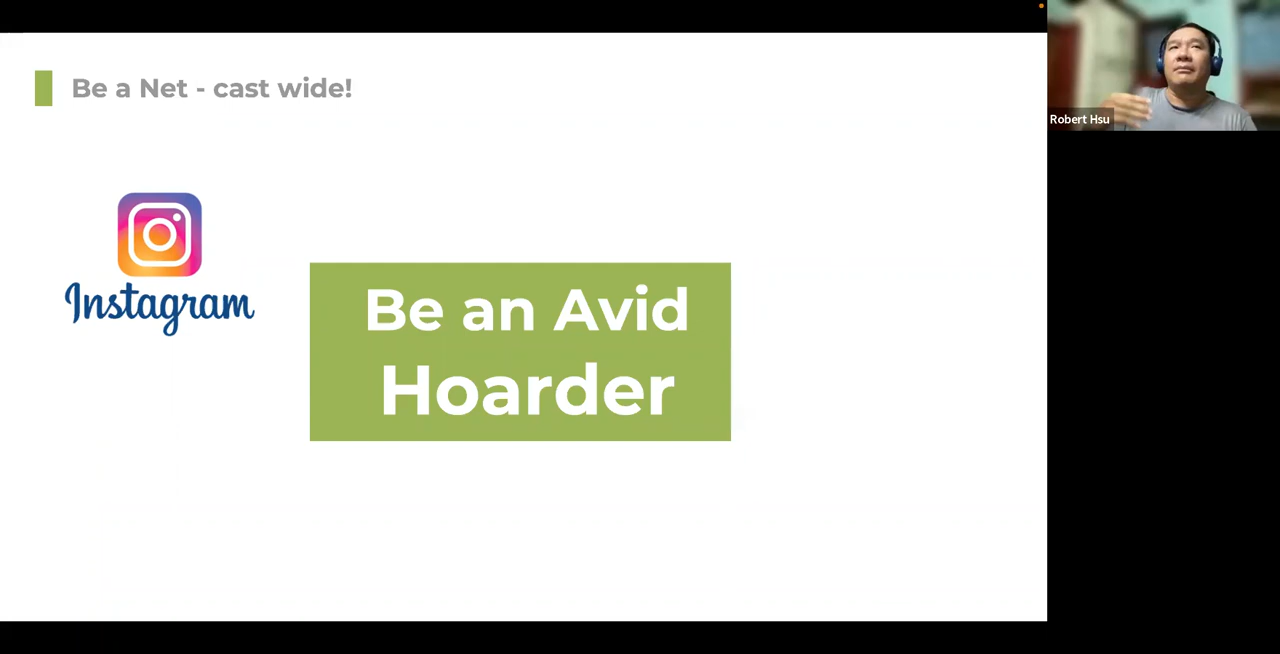 Be a Net - cast wide!
Instagram
Be an Avid
Hoarder
Robert Hsu